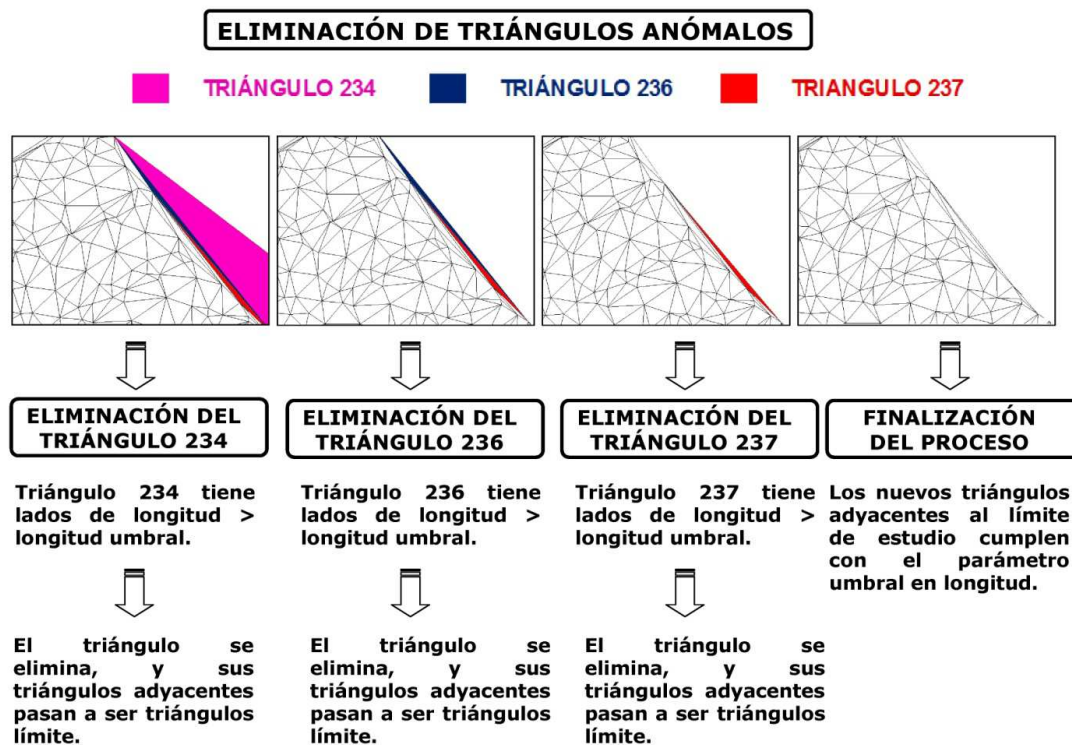 ELIMINACIÓN DE TRIÁNGULOS ANÓMALOS
TRIÁNGULO 234
TRIÁNGULO 236
TRIANGULO 237
ELIMINACIÓN DEL
TRIÁNGULO 234
Triángulo 234 tiene
lados de longitud >
longitud umbral.
El triángulo se
elimina, y sus
triángulos adyacentes
pasan a ser triángulos
límite.
ELIMINACIÓN DEL
TRIÁNGULO 236
Triángulo 236 tiene
lados de longitud >
longitud umbral.
El triángulo se
elimina, y sus
triángulos adyacentes
pasan a ser triángulos
límite.
ELIMINACIÓN DEL
TRIÁNGULO 237
Triángulo 237 tiene
lados de longitud >
longitud umbral.
El triángulo se
elimina, y sus
triángulos adyacentes
pasan a ser triángulos
límite.
FINALIZACIÓN
DEL PROCESO
Los nuevos triángulos
adyacentes al límite
de estudio cumplen
con el parámetro
umbral en longitud.